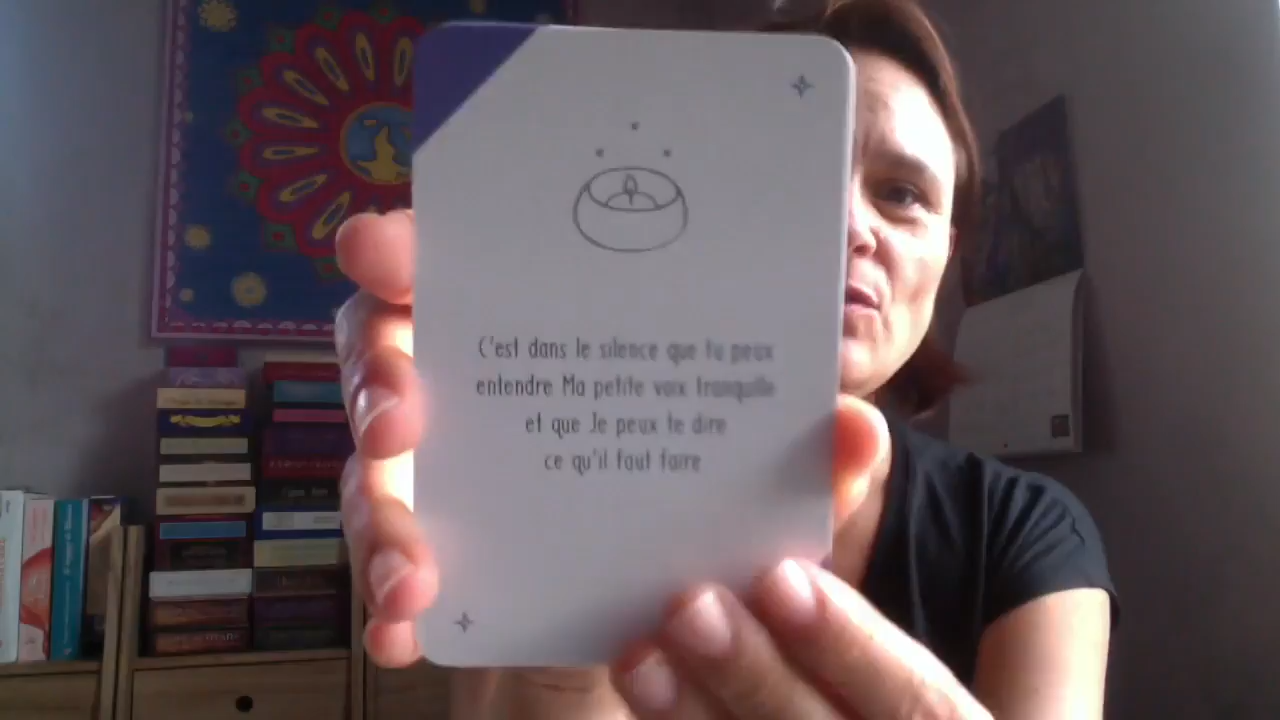 C'est dans le silence que tu peux
entendre Ma petite voix tranquille
et que Je peux te dire
ce qu'il faut faire